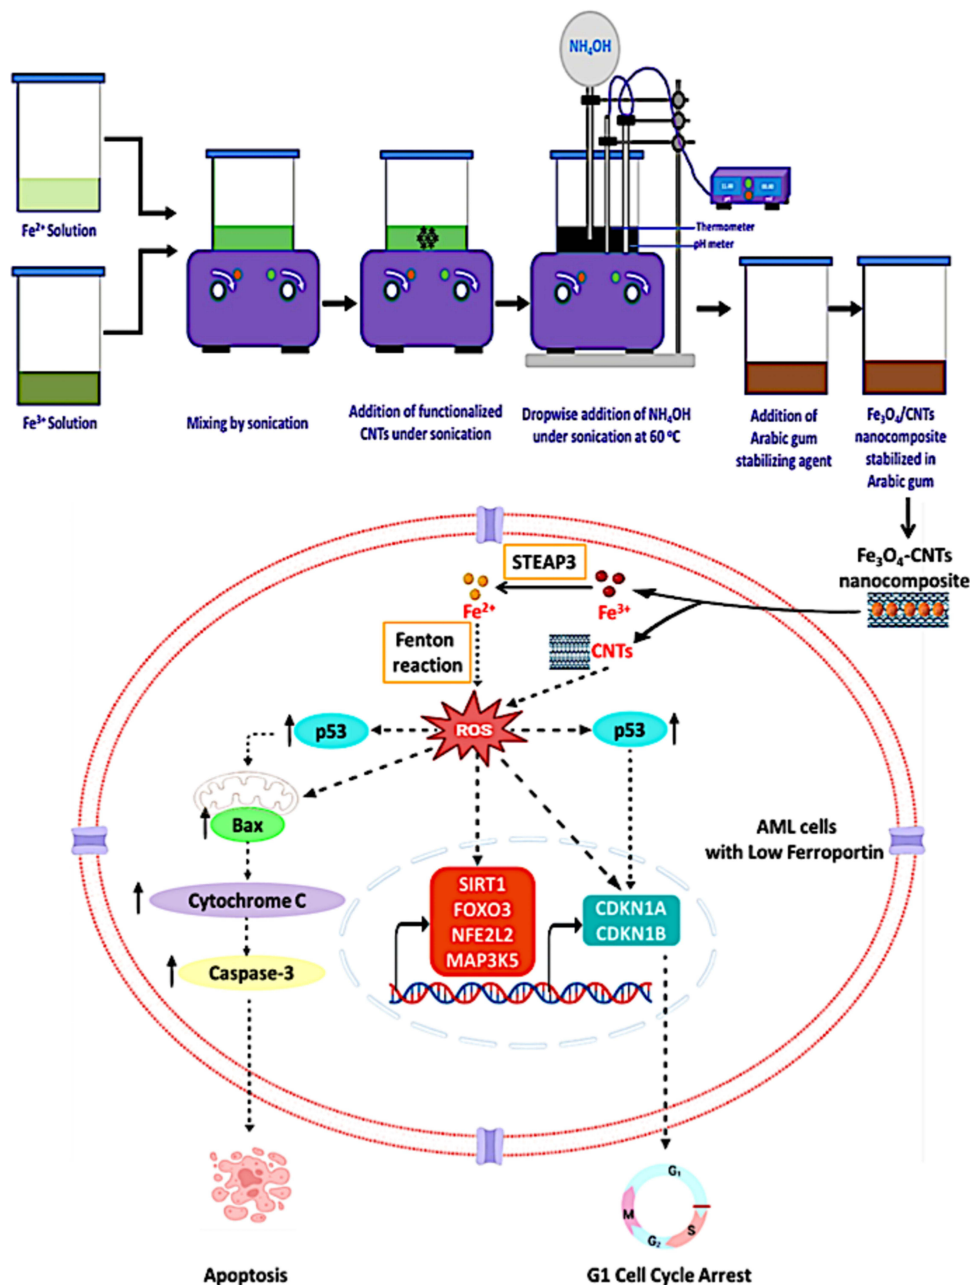 NH₄OH
Fe²⁺ Solution
Fe³⁺ Solution
Thermometer
pH meter
Mixing by sonication
Addition of functionalized
CNTs under sonication
Dropwise addition of NH₄OH
under sonication at 60 ºC
Addition of
Arabic gum
stabilizing agent
Fe₃O₄/CNTs
nanocomposite
stabilized in
Arabic gum
Fe₃O₄-CNTs
nanocomposite
STEAP3
Fe²⁺
Fe³⁺
Fenton
reaction
CNTs
ROS
p53
p53
Bax
AML cells
with Low Ferroportin
Cytochrome C
Caspase-3
SIRT1
FOXO3
NFE2L2
MAP3K5
CDKN1A
CDKN1B
G₁
M
S
G₂
Apoptosis
G1 Cell Cycle Arrest